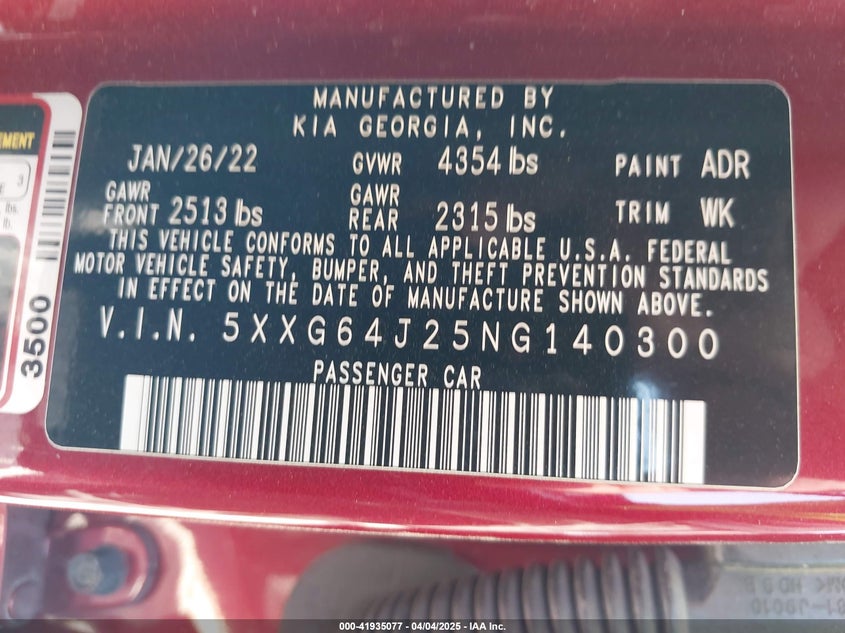 MANUFACTURED BY
KIA GEORGIA, INC.
JAN/26/22 GVWR 4354 lbs PAINT ADR
GAWR FRONT 2513 lbs GAWR REAR 2315 lbs TRIM WK
THIS VEHICLE CONFORMS TO ALL APPLICABLE U.S.A. FEDERAL
MOTOR VEHICLE SAFETY, BUMPER, AND THEFT PREVENTION STANDARDS
IN EFFECT ON THE DATE OF MANUFACTURE SHOWN ABOVE.
V.I.N. 5XXG64J25NG140300
PASSENGER CAR
3500
3
lbs.
lb.
000-41935077 - 04/04/2025 - IAA Inc.